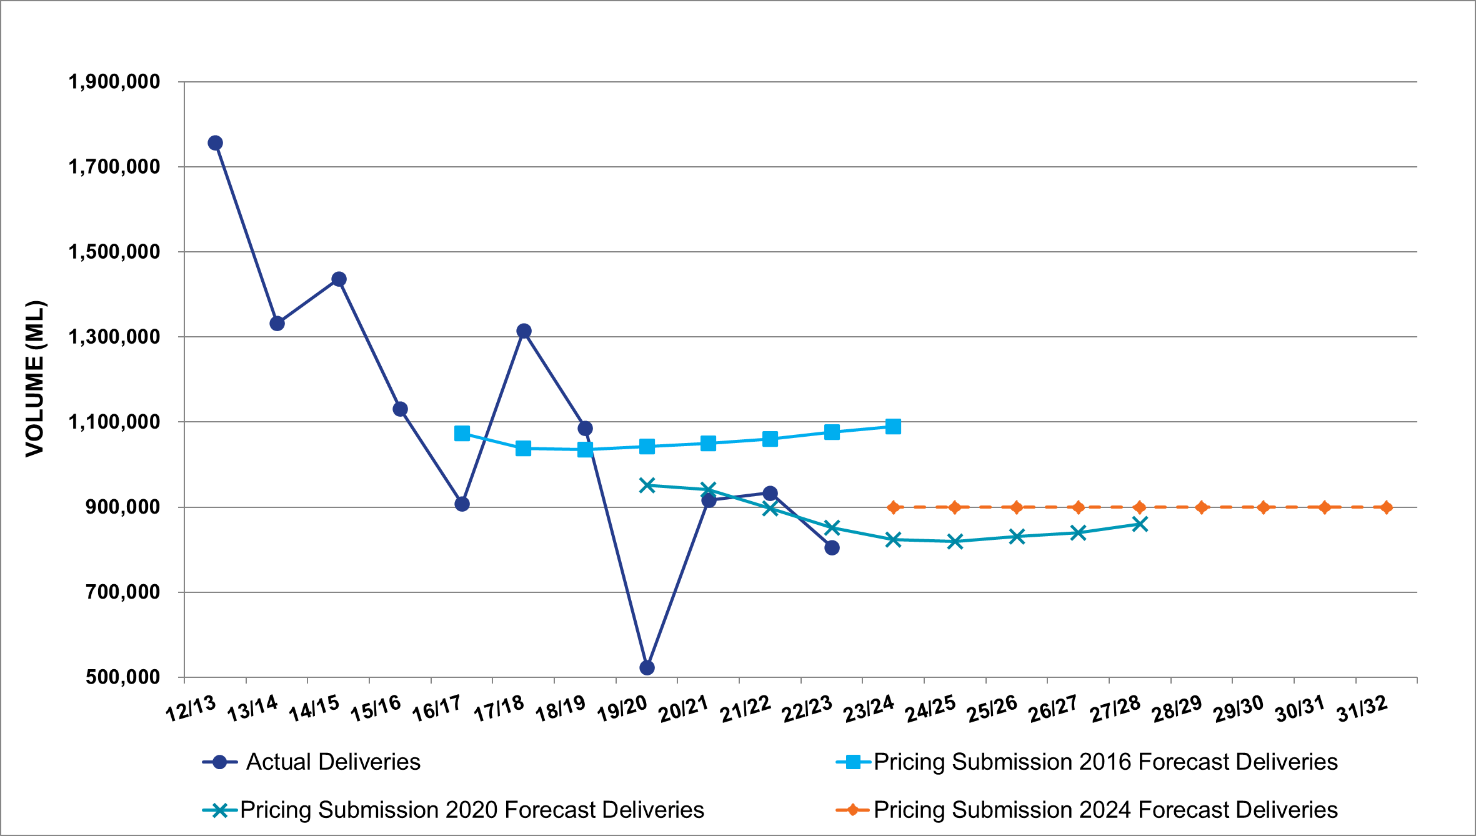 1,900,000
1,700,000
1,500,000
1,300,000
1,100,000
900,000
700,000
500,000
VOLUME (ML)
12/13 13/14 14/15 15/16 16/17 17/18 18/19 19/20 20/21 21/22 22/23 23/24 24/25 25/26 26/27 27/28 28/29 29/30 30/31 31/32
Actual Deliveries Pricing Submission 2016 Forecast Deliveries
Pricing Submission 2020 Forecast Deliveries Pricing Submission 2024 Forecast Deliveries